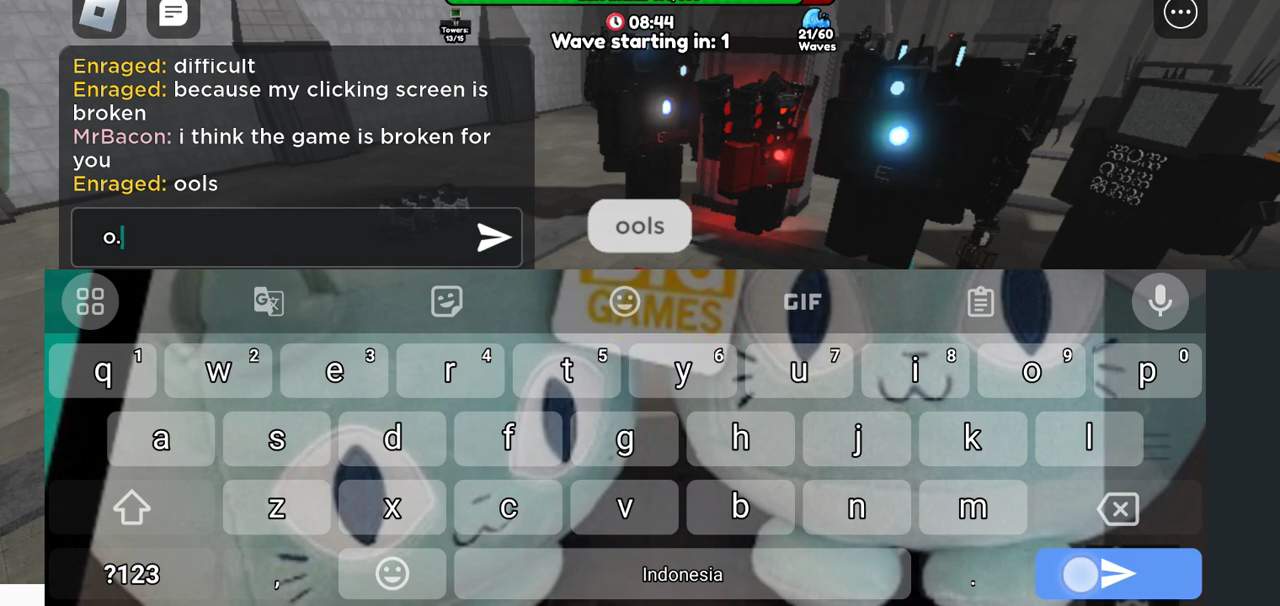 08:44
Towers:
13/15
Wave starting in: 1
21/60
Waves
Enraged: difficult
Enraged: because my clicking screen is
broken
MrBacon: i think the game is broken for
you
Enraged: ools
o.
ools
GAMES
GIF
q 1 w 2 e 3 r 4 t 5 y 6 u 7 i 8 o 9 p 0
a s d f g h j k l
z x c v b n m
?123 , Indonesia .